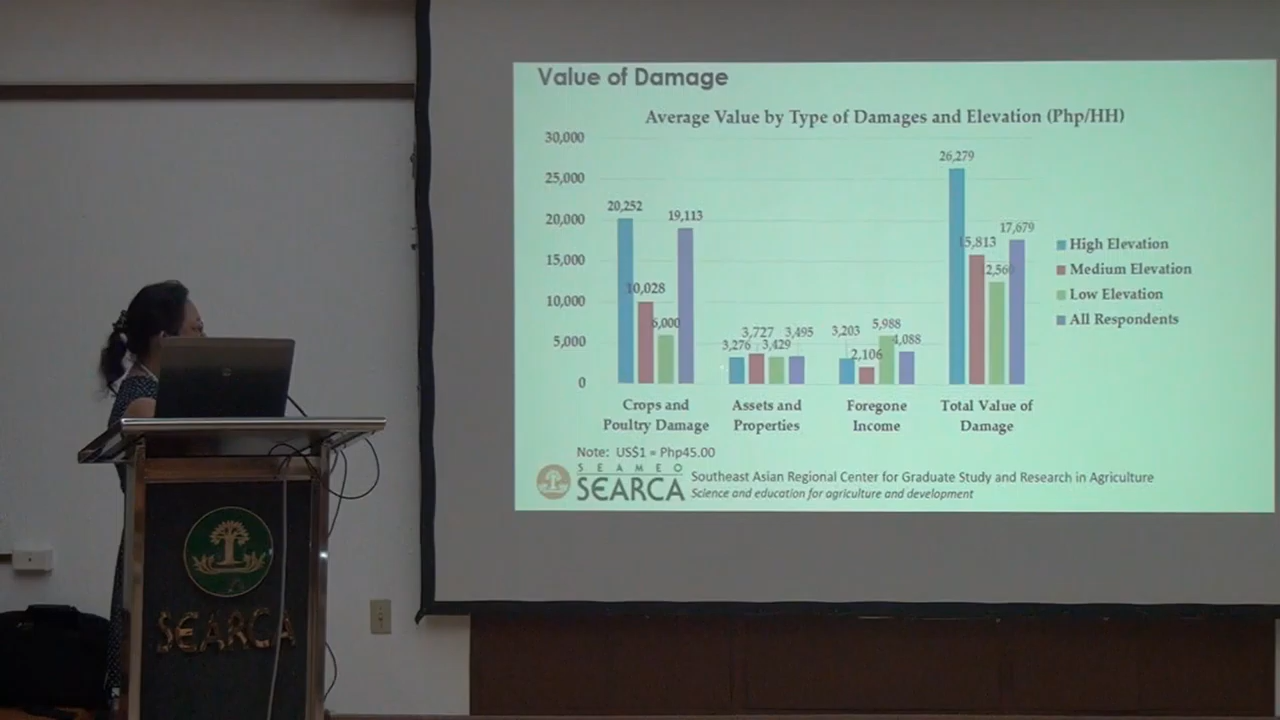 Value of Damage
Average Value by Type of Damages and Elevation (Php/HH)
30,000
25,000
20,000
15,000
10,000
5,000
0
20,252
10,028
6,000
19,113
3,276
3,727
3,429
3,495
3,203
2,106
5,988
4,088
26,279
15,813
17,679
High Elevation
Medium Elevation
Low Elevation
All Respondents
Crops and
Poultry Damage
Assets and
Properties
Foregone
Income
Total Value of
Damage
Note: US$1 = Php45.00
SEAMEO
SEARCA
Southeast Asian Regional Center for Graduate Study and Research in Agriculture
Science and education for agriculture and development
SEARCA